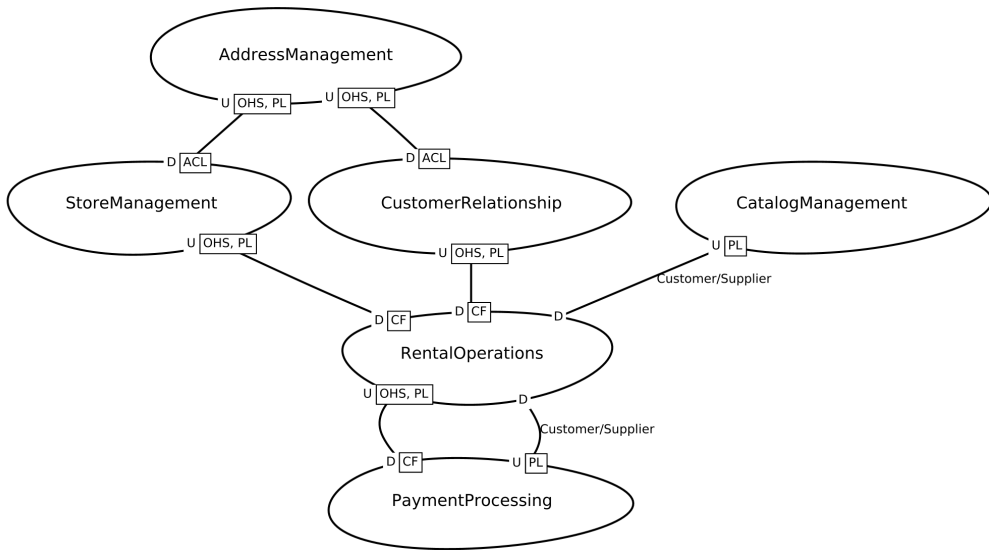 AddressManagement
U OHS, PL
U OHS, PL
D ACL
D ACL
StoreManagement
CustomerRelationship
CatalogManagement
U OHS, PL
U OHS, PL
U PL
Customer/Supplier
D CF
D CF
D
RentalOperations
U OHS, PL
D
Customer/Supplier
D CF
U PL
PaymentProcessing